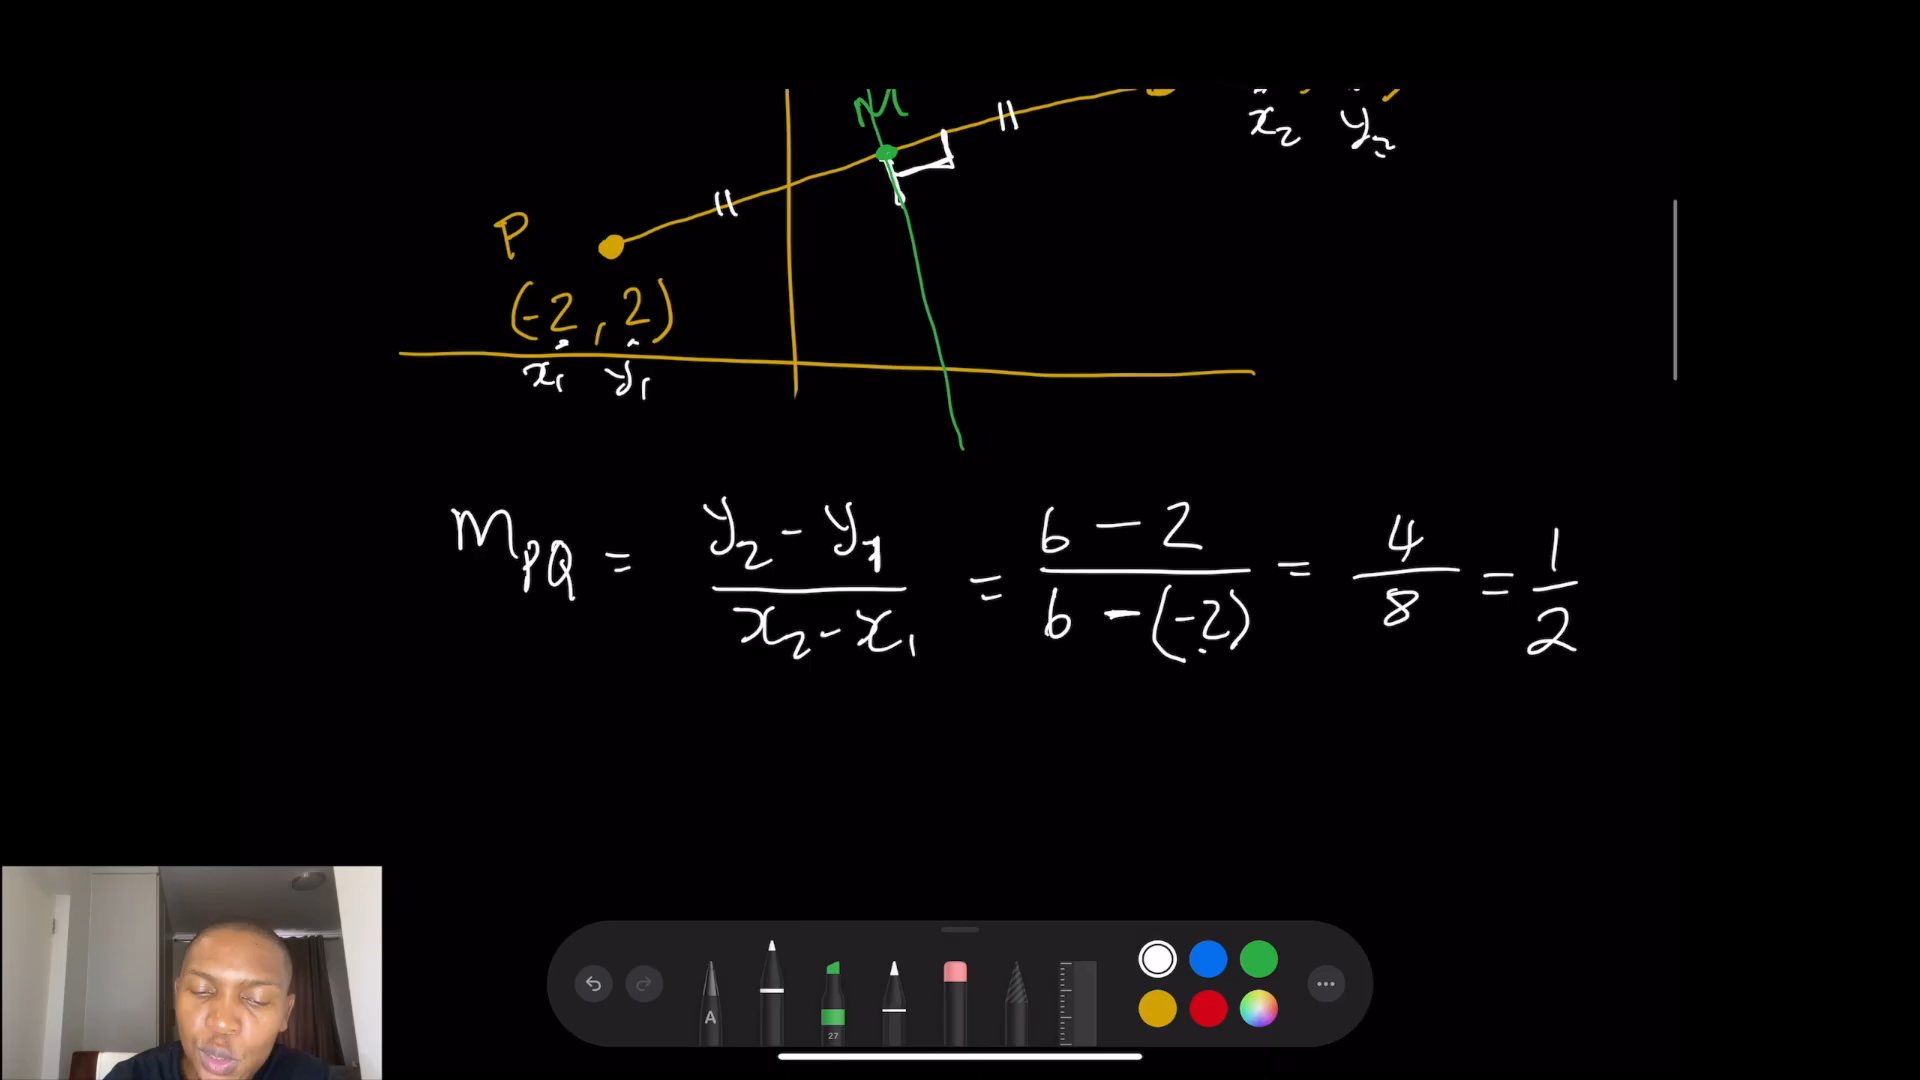 M
x₂ y₂
P
(-2, 2)
x₁ y₁
m_PQ = (y₂ - y₁)/(x₂ - x₁) = (6 - 2)/(6 - (-2)) = 4/8 = 1/2
A
27